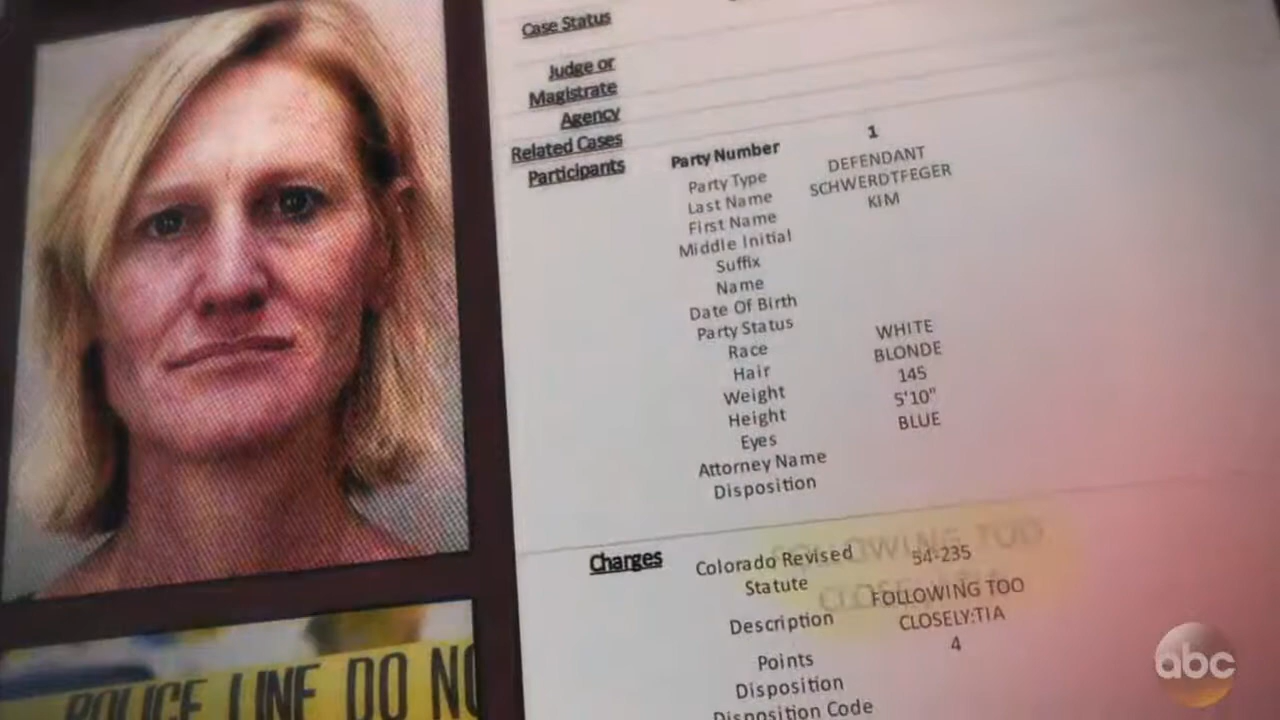 Case Status
Judge or
Magistrate
Agency
Related Cases
Participants
Party Number 1
Party Type DEFENDANT
Last Name SCHWERDTFEGER
First Name KIM
Middle Initial
Suffix
Name
Date Of Birth
Party Status
Race WHITE
Hair BLONDE
Weight 145
Height 5'10"
Eyes BLUE
Attorney Name
Disposition
Charges
Colorado Revised
Statute
54-235
FOLLOWING TOO
Description
FOLLOWING TOO
CLOSELY:TIA
Points 4
Disposition
Disposition Code
POLICE LINE DO NO
abc